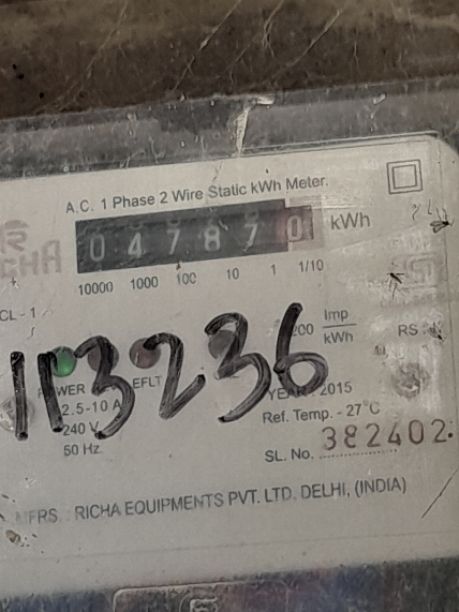 A.C. 1 Phase 2 Wire Static kWh Meter.
0 4 7 8 7 0 kWh
10000 1000 100 10 1 1/10
CL - 1
Imp
kWh
RS :
113236
EFLT
2.5-10 A
YEAR : 2015
240 V
Ref. Temp. - 27°C
50 Hz
SL. No. 382402
MFRS. : RICHA EQUIPMENTS PVT. LTD. DELHI, (INDIA)